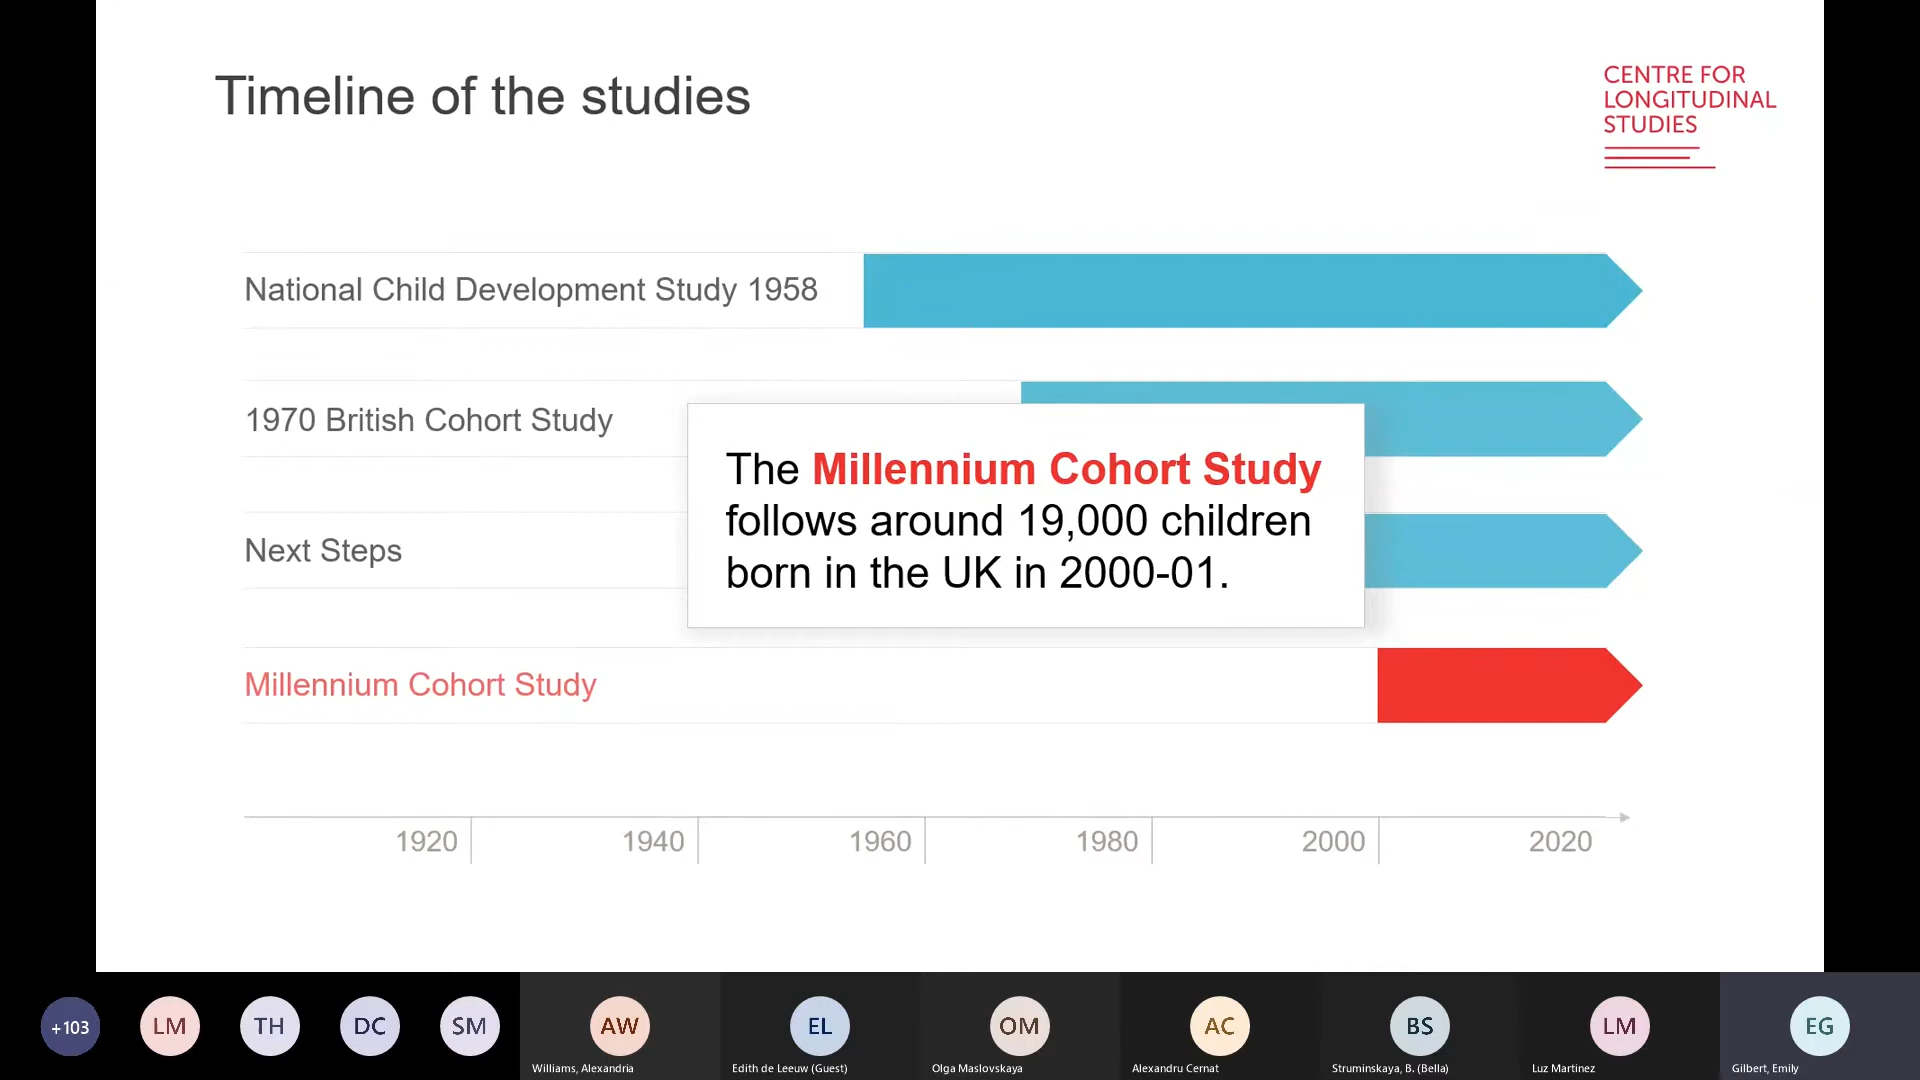 Timeline of the studies
CENTRE FOR
LONGITUDINAL
STUDIES
National Child Development Study 1958
1970 British Cohort Study
The Millennium Cohort Study
follows around 19,000 children
born in the UK in 2000-01.
Next Steps
Millennium Cohort Study
1920
1940
1960
1980
2000
2020
+103
LM
TH
DC
SM
AW
EL
OM
AC
BS
LM
EG
Williams, Alexandria
Edith de Leeuw (Guest)
Olga Maslovskaya
Alexandru Cernat
Struminskaya, B. (Bella)
Luz Martinez
Gilbert, Emily